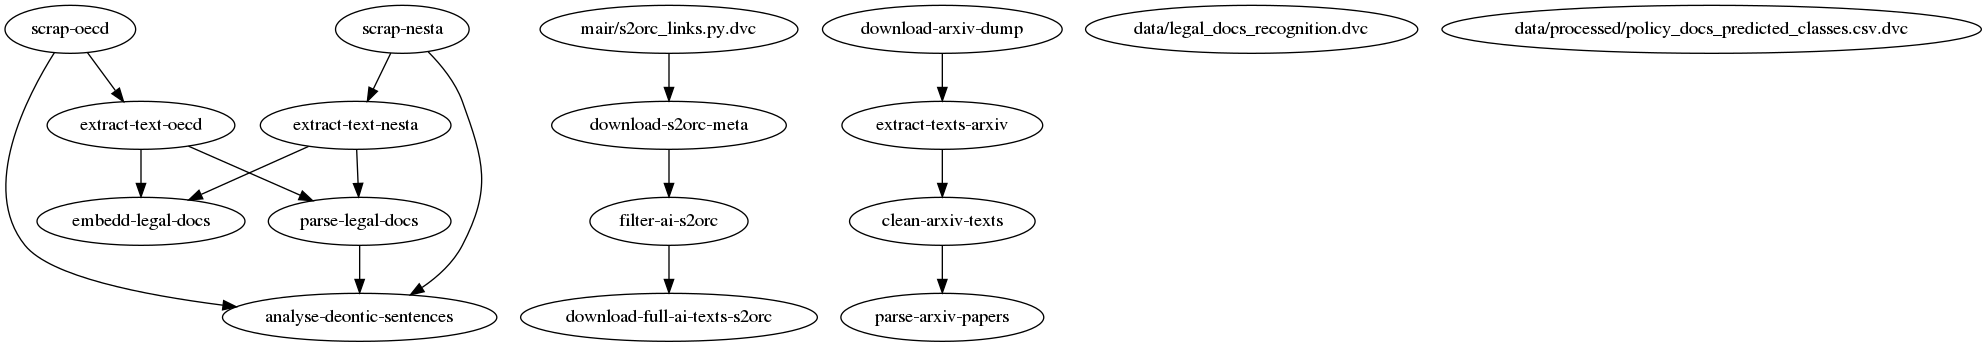 scrap-oecd
scrap-nesta
mair/s2orc_links.py.dvc
download-arxiv-dump
data/legal_docs_recognition.dvc
data/processed/policy_docs_predicted_classes.csv.dvc
extract-text-oecd
extract-text-nesta
download-s2orc-meta
extract-texts-arxiv
embedd-legal-docs
parse-legal-docs
filter-ai-s2orc
clean-arxiv-texts
analyse-deontic-sentences
download-full-ai-texts-s2orc
parse-arxiv-papers